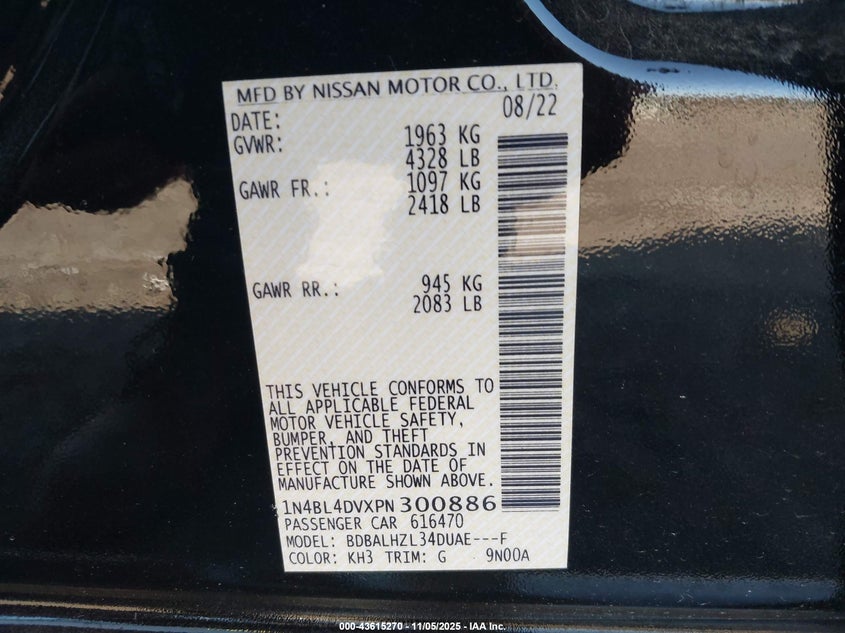 MFD BY NISSAN MOTOR CO., LTD.
DATE: 08/22
GVWR: 1963 KG
4328 LB
GAWR FR.: 1097 KG
2418 LB
GAWR RR.: 945 KG
2083 LB
THIS VEHICLE CONFORMS TO
ALL APPLICABLE FEDERAL
MOTOR VEHICLE SAFETY,
BUMPER, AND THEFT
PREVENTION STANDARDS IN
EFFECT ON THE DATE OF
MANUFACTURE SHOWN ABOVE.
1N4BL4DVXPN300886
PASSENGER CAR 616470
MODEL: BDBALHZL34DUAE---F
COLOR: KH3 TRIM: G 9N00A
000-43615270 - 11/05/2025 - IAA Inc.